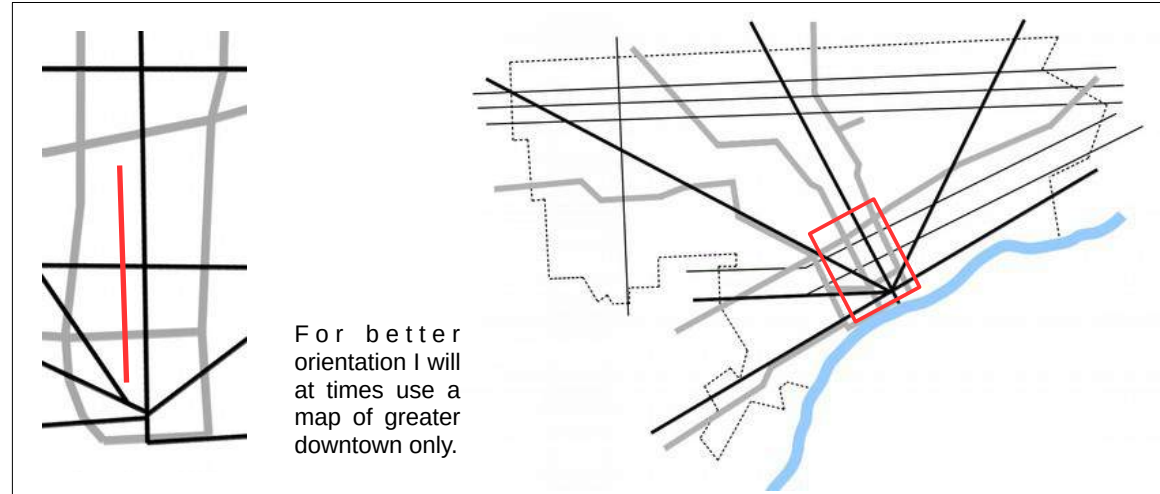 For better
orientation I will
at times use a
map of greater
downtown only.